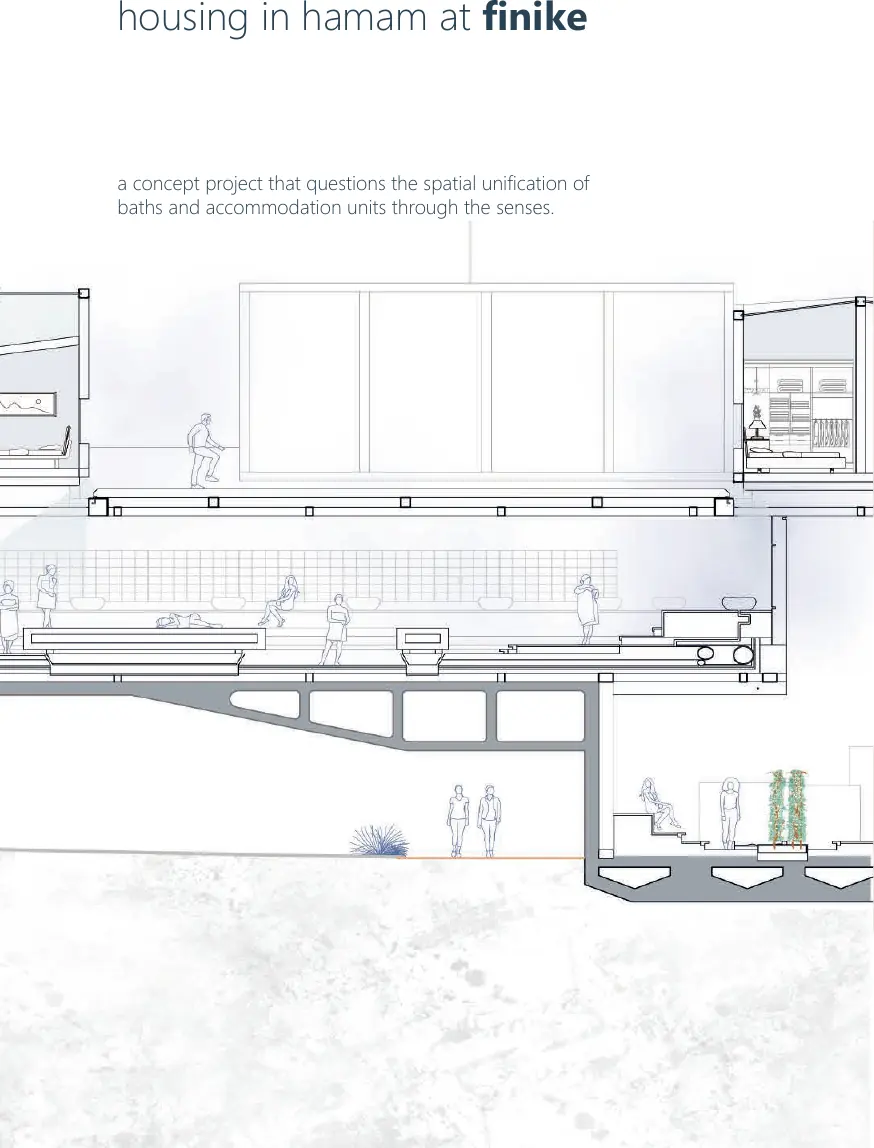 housing in hamam at finike
a concept project that questions the spatial unification of
baths and accommodation units through the senses.